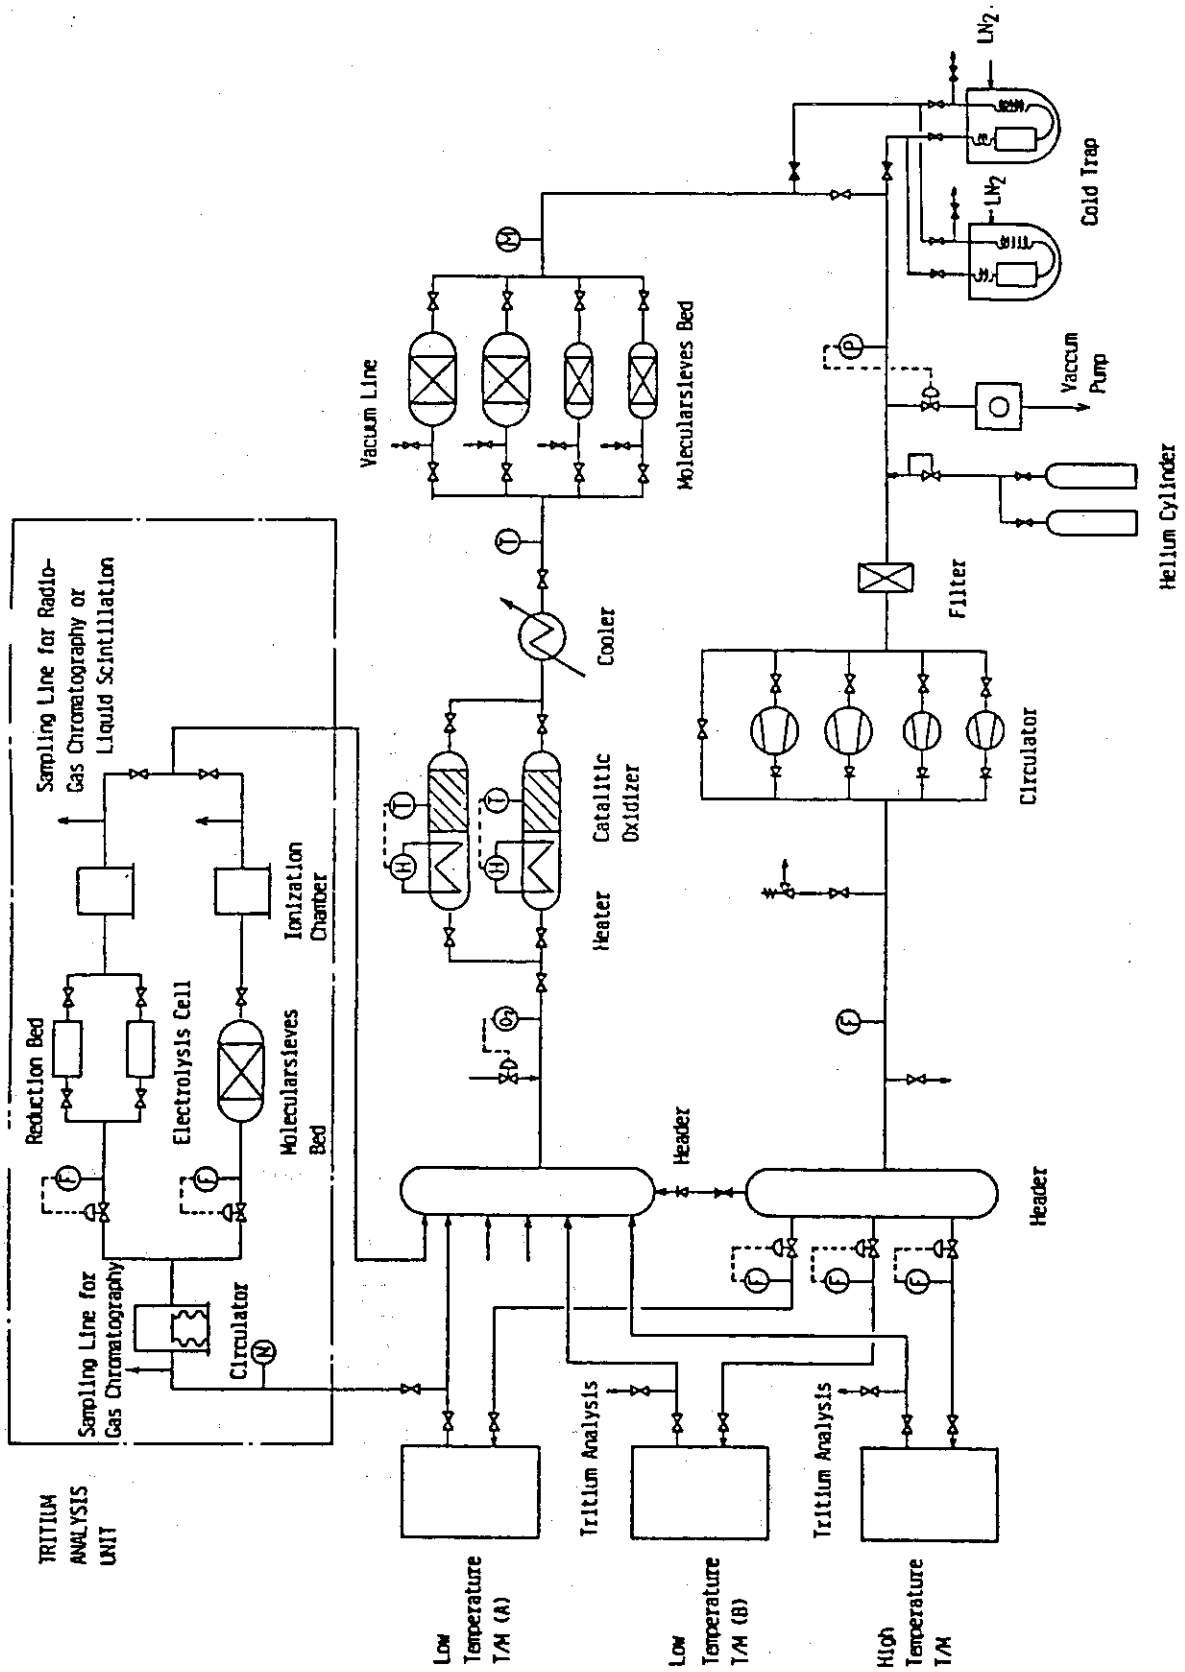 TRITIUM
ANALYSIS
UNIT
Sampling Line for
Gas Chromatography
Circulator
N
F
F
Reduction Bed
Electrolysis Cell
Molecularsieves
Bed
Ionization
Chamber
Sampling Line for Radio-
Gas Chromatography or
Liquid Scintillation
Low
Temperature
T/M (A)
Tritium Analysis
Low
Temperature
T/M (B)
Tritium Analysis
High
Temperature
T/M
F
F
F
Header
Header
O2
H
T
H
T
Heater
Catalitic
Oxidizer
Cooler
T
Vacuum Line
Molecularsieves Bed
M
F
Circulator
Filter
Helium Cylinder
P
Vaccum
Pump
LN2
LN2
Cold Trap